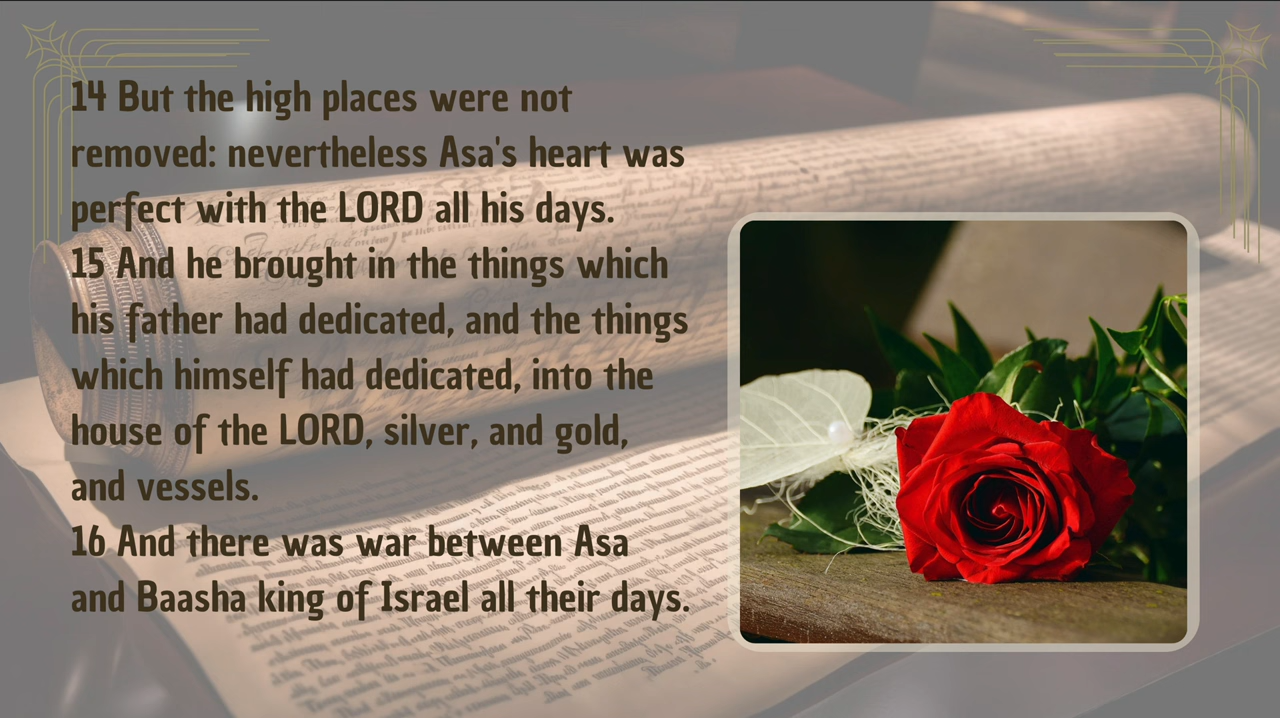 14 But the high places were not
removed: nevertheless Asa's heart was
perfect with the LORD all his days.
15 And he brought in the things which
his father had dedicated, and the things
which himself had dedicated, into the
house of the LORD, silver, and gold,
and vessels.
16 And there was war between Asa
and Baasha king of Israel all their days.